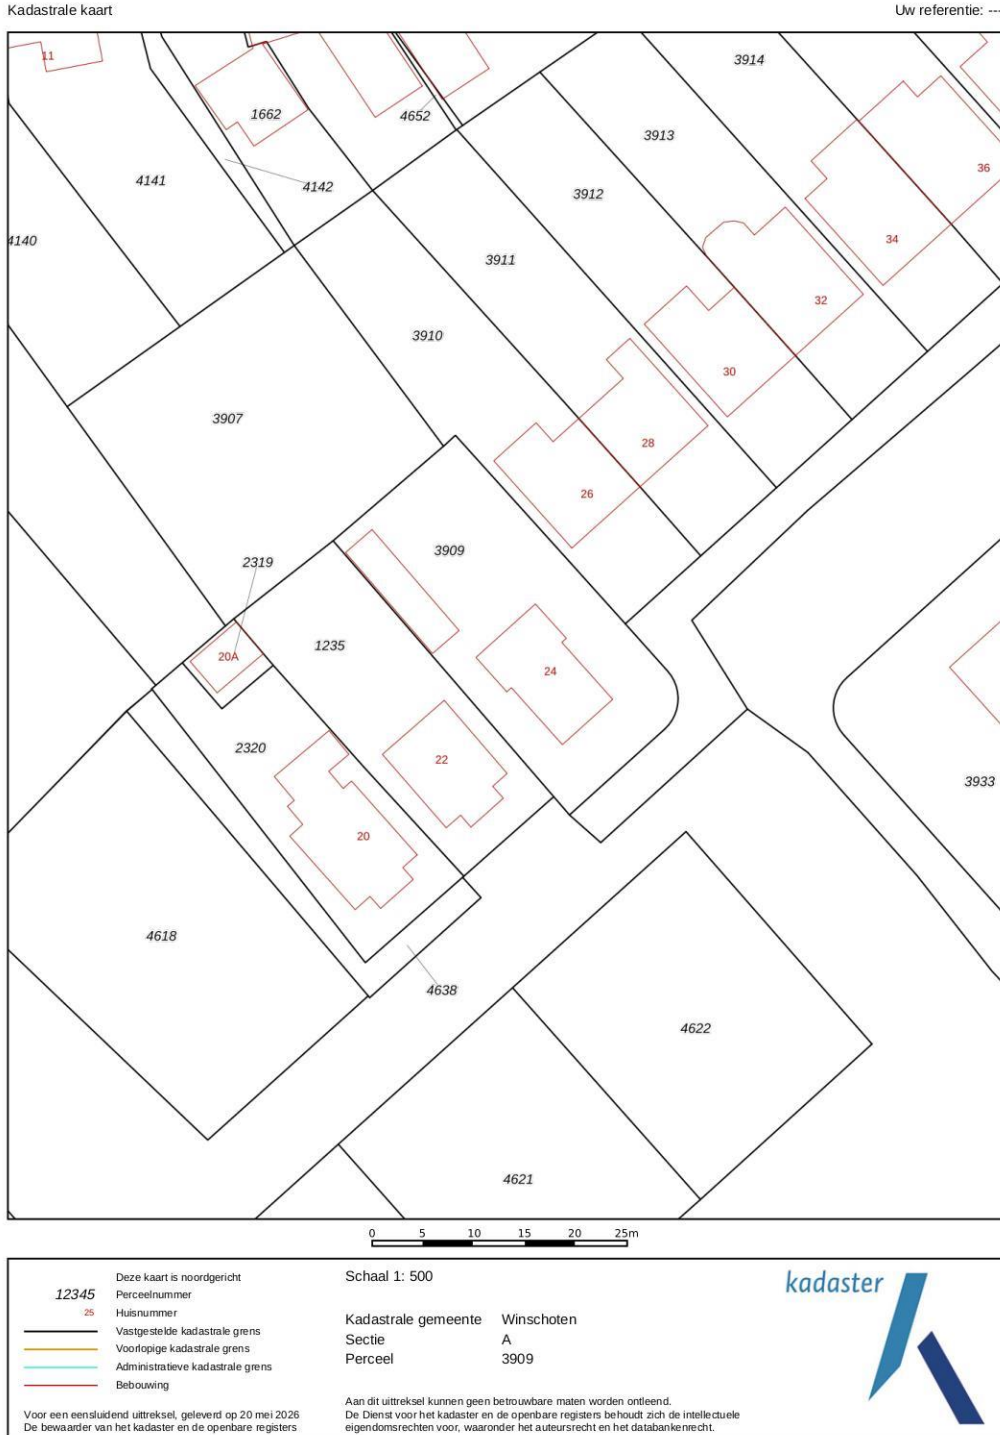 Kadastrale kaart
Uw referentie: ---
11
1662
4652
3914
3913
36
4141
4142
3912
4140
34
3911
32
3910
30
3907
28
26
3909
2319
1235
20A
24
2320
22
3933
20
4618
4638
4622
4621
0 5 10 15 20 25m
Deze kaart is noordgericht
12345 Perceelnummer
25 Huisnummer
Vastgestelde kadastrale grens
Voorlopige kadastrale grens
Administratieve kadastrale grens
Bebouwing
Voor een eensluidend uittreksel, geleverd op 20 mei 2026
De bewaarder van het kadaster en de openbare registers
Schaal 1: 500
Kadastrale gemeente Winschoten
Sectie A
Perceel 3909
Aan dit uittreksel kunnen geen betrouwbare maten worden ontleend.
De Dienst voor het kadaster en de openbare registers behoudt zich de intellectuele
eigendomsrechten voor, waaronder het auteursrecht en het databankenrecht.
kadaster